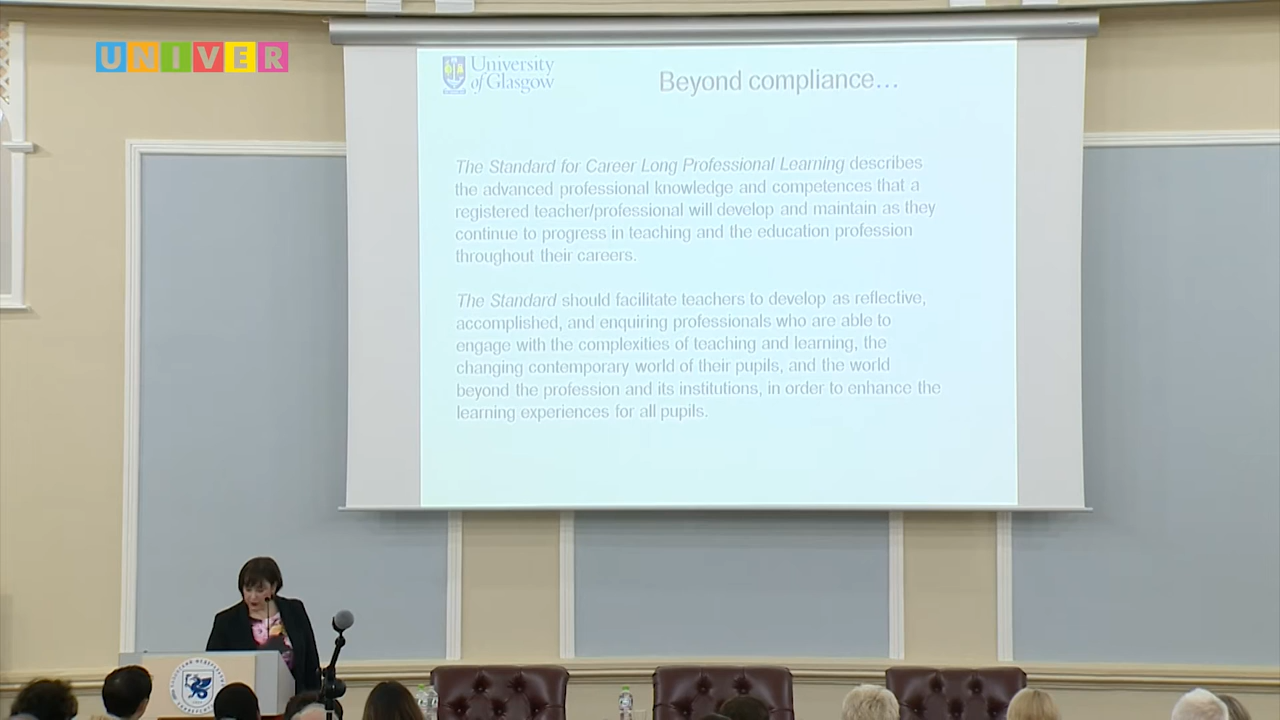 UNIVER
University
of Glasgow
Beyond compliance…
The Standard for Career Long Professional Learning describes
the advanced professional knowledge and competences that a
registered teacher/professional will develop and maintain as they
continue to progress in teaching and the education profession
throughout their careers.
The Standard should facilitate teachers to develop as reflective,
accomplished, and enquiring professionals who are able to
engage with the complexities of teaching and learning, the
changing contemporary world of their pupils, and the world
beyond the profession and its institutions, in order to enhance the
learning experiences for all pupils.